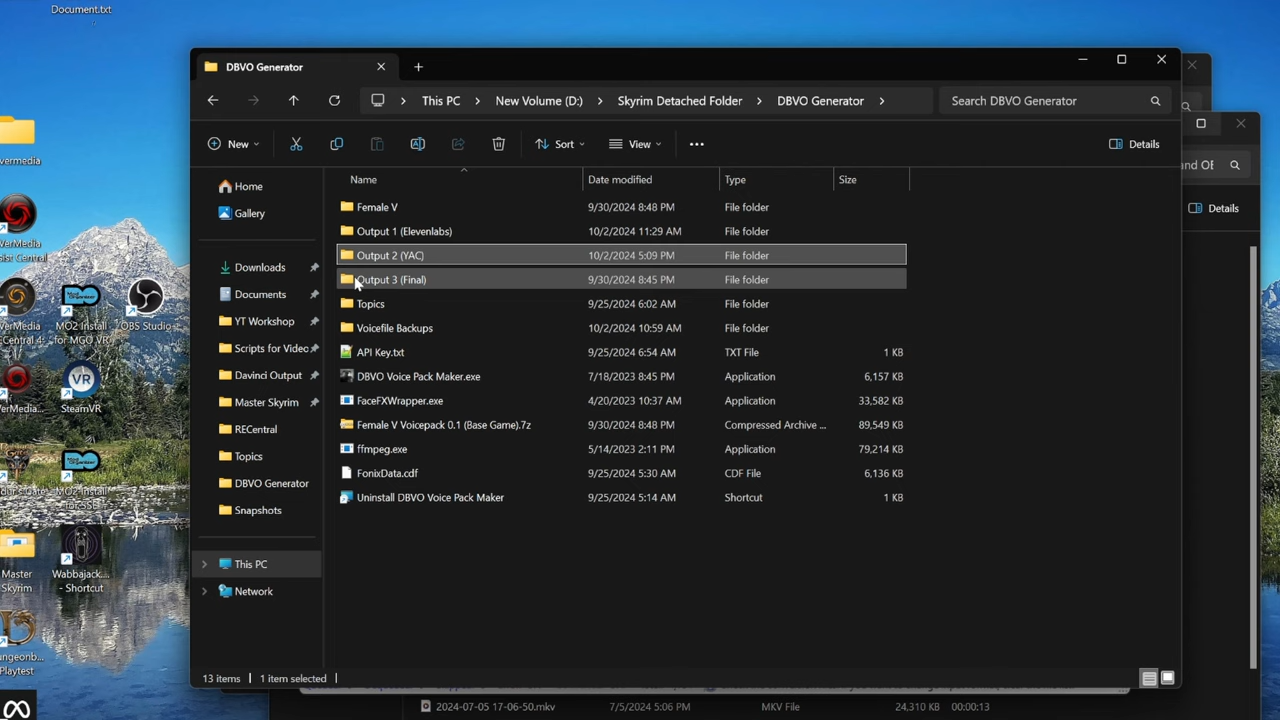 Document.txt
DBVO Generator
This PC
New Volume (D:)
Skyrim Detached Folder
DBVO Generator
Search DBVO Generator
New
Sort
View
Details
Details
Name
Date modified
Type
Size
Home
Gallery
Downloads
Documents
YT Workshop
Scripts for Video
Davinci Output
Master Skyrim
RECentral
Topics
DBVO Generator
Snapshots
This PC
Network
Female V 9/30/2024 8:48 PM File folder
Output 1 (Elevenlabs) 10/2/2024 11:29 AM File folder
Output 2 (YAC) 10/2/2024 5:09 PM File folder
Output 3 (Final) 9/30/2024 8:45 PM File folder
Topics 9/25/2024 6:02 AM File folder
Voicefile Backups 10/2/2024 10:59 AM File folder
API Key.txt 9/25/2024 6:54 AM TXT File 1 KB
DBVO Voice Pack Maker.exe 7/18/2023 8:45 PM Application 6,157 KB
FaceFXWrapper.exe 4/20/2023 10:37 AM Application 33,582 KB
Female V Voicepack 0.1 (Base Game).7z 9/30/2024 8:48 PM Compressed Archive ... 89,549 KB
ffmpeg.exe 5/14/2023 2:11 PM Application 79,214 KB
FonixData.cdf 9/25/2024 5:30 AM CDF File 6,136 KB
Uninstall DBVO Voice Pack Maker 9/25/2024 5:14 AM Shortcut 1 KB
13 items
1 item selected
2024-07-05 17-06-50.mkv 7/5/2024 5:06 PM MKV File 24,310 KB 00:00:13
vermedia
VerMedia
sist Central
MO2 Install
for MGO VR
OBS Studio
VerMedia
Central 4
SteamVR
MO2 Install
for SSE
Master
Skyrim
Wabbajack....
- Shortcut
Playtest